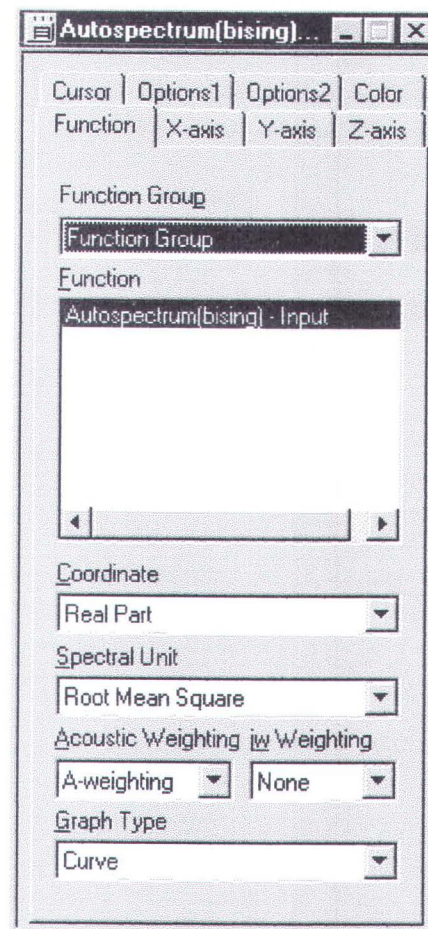 Autospectrum(bising)...
Cursor Options1 Options2 Color
Function X-axis Y-axis Z-axis
Function Group
Function Group
Function
Autospectrum(bising) - Input
Coordinate
Real Part
Spectral Unit
Root Mean Square
Acoustic Weighting jw Weighting
A-weighting None
Graph Type
Curve